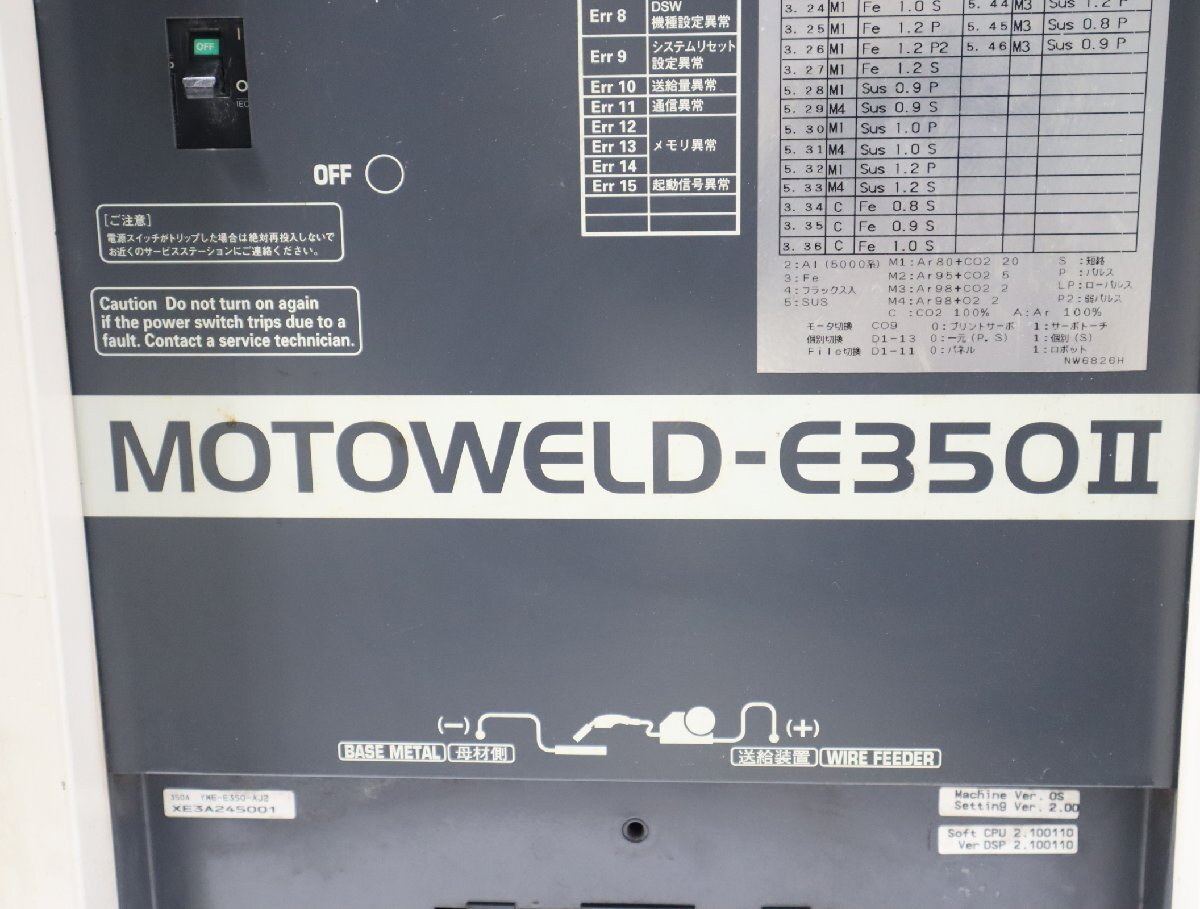 OFF
I
O
OFF
[ご注意]
電源スイッチがトリップした場合は絶対再投入しないで
お近くのサービスステーションにご連絡ください。
Caution Do not turn on again
if the power switch trips due to a
fault. Contact a service technician.
Err 8 DSW
機種設定異常
Err 9 システムリセット
設定異常
Err 10 送給量異常
Err 11 通信異常
Err 12
Err 13 メモリ異常
Err 14
Err 15 起動信号異常
3. 24 M1 Fe 1.0 S 5. 44 M3 Sus 1.2 P
3. 25 M1 Fe 1.2 P 5. 45 M3 Sus 0.8 P
3. 26 M1 Fe 1.2 P2 5. 46 M3 Sus 0.9 P
3. 27 M1 Fe 1.2 S
5. 28 M1 Sus 0.9 P
5. 29 M4 Sus 0.9 S
5. 30 M1 Sus 1.0 P
5. 31 M4 Sus 1.0 S
5. 32 M1 Sus 1.2 P
5. 33 M4 Sus 1.2 S
3. 34 C Fe 0.8 S
3. 35 C Fe 0.9 S
3. 36 C Fe 1.0 S
2:Al (5000系) M1:Ar80+CO2 20 S :短絡
3:Fe M2:Ar95+CO2 5 P :パルス
4:フラックス入 M3:Ar98+CO2 2 LP:ローパルス
5:SUS M4:Ar98+O2 2 P2:弱パルス
C :CO2 100% A:Ar 100%
モータ切換 C09 0:プリントサーボ 1:サーボトーチ
個別切換 D1-13 0:一元(P.S) 1:個別(S)
File切換 D1-11 0:パネル 1:ロボット
NW6826H
MOTOWELD-E350II
(-) (+)
BASE METAL 母材側 送給装置 WIRE FEEDER
350A YWE-E350-AJ2
XE3A245001
Machine Ver. 0S
Setting Ver. 2.00
Soft CPU 2.100110
Ver DSP 2.100110